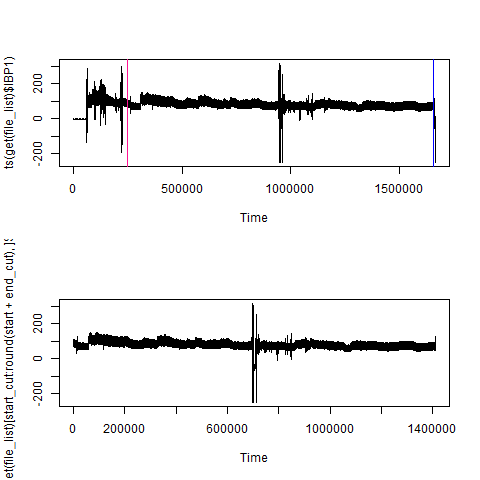 ts(get(file_list)$IBP1)
-200 0 200
0 500000 1000000 1500000
Time
et(file_list)[start_cut:round(start + end_cut), ]$
-200 0 200
0 200000 600000 1000000 1400000
Time